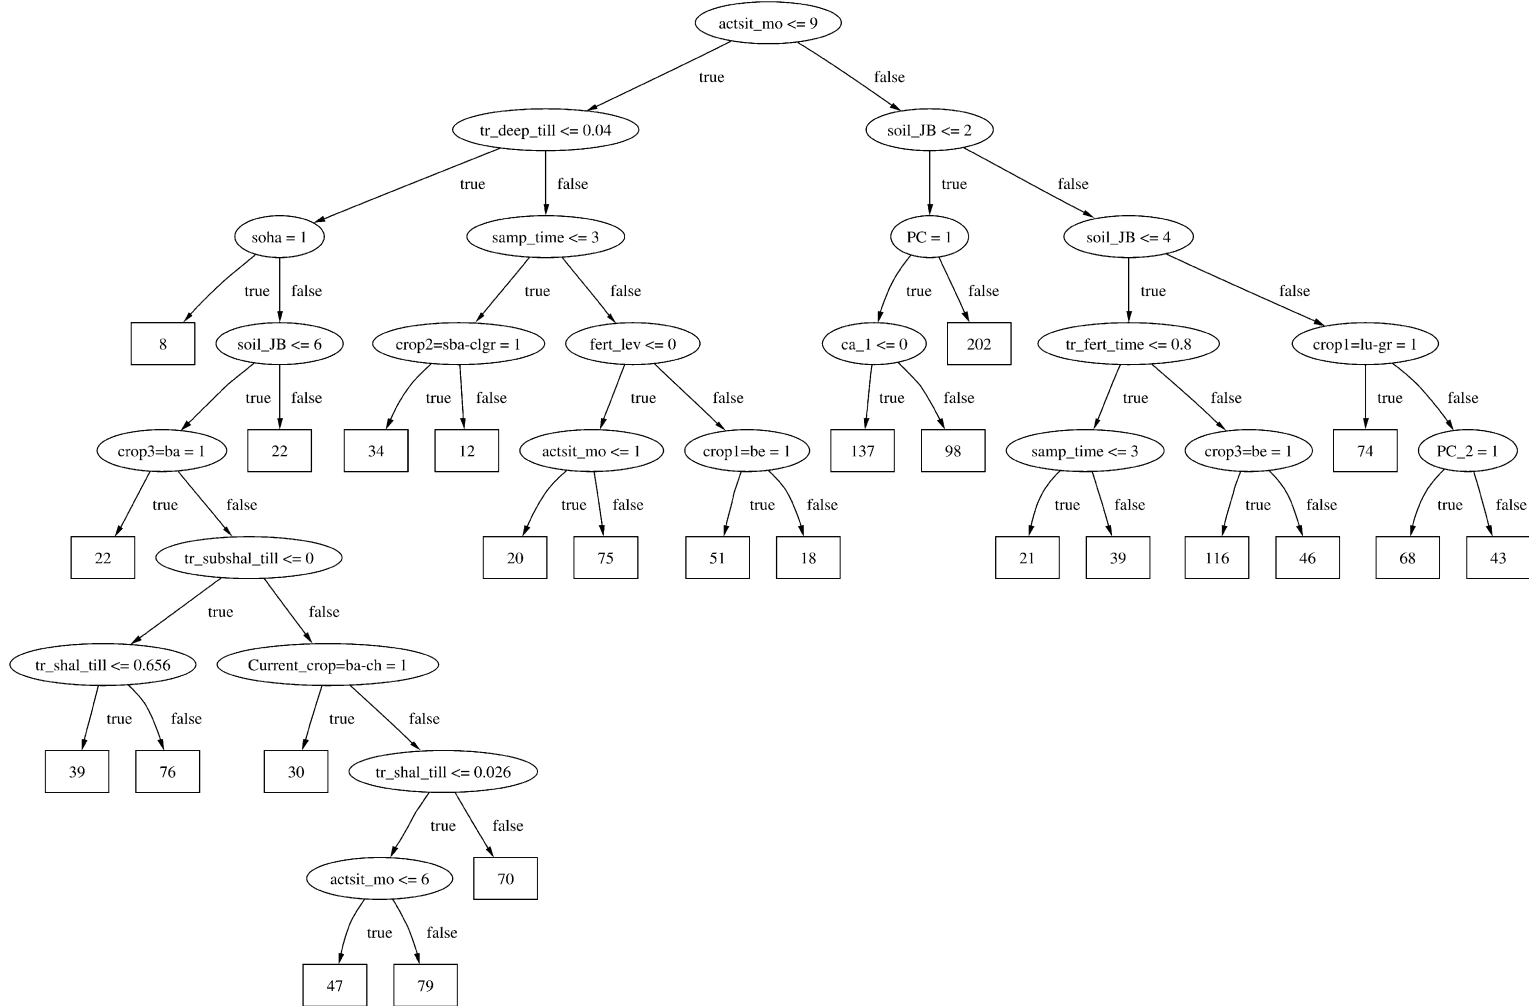 actsit_mo <= 9
true
false
tr_deep_till <= 0.04
soil_JB <= 2
true
false
true
false
soha = 1
samp_time <= 3
PC = 1
soil_JB <= 4
true
false
true
false
true
false
true
false
8
soil_JB <= 6
crop2=sba-clgr = 1
fert_lev <= 0
ca_1 <= 0
202
tr_fert_time <= 0.8
crop1=lu-gr = 1
true
false
true
false
true
false
true
false
true
false
true
false
crop3=ba = 1
22
34
12
actsit_mo <= 1
crop1=be = 1
137
98
samp_time <= 3
crop3=be = 1
74
PC_2 = 1
true
false
true
false
true
false
true
false
true
false
true
false
22
tr_subshal_till <= 0
20
75
51
18
21
39
116
46
68
43
true
false
tr_shal_till <= 0.656
Current_crop=ba-ch = 1
true
false
true
false
39
76
30
tr_shal_till <= 0.026
true
false
actsit_mo <= 6
70
true
false
47
79